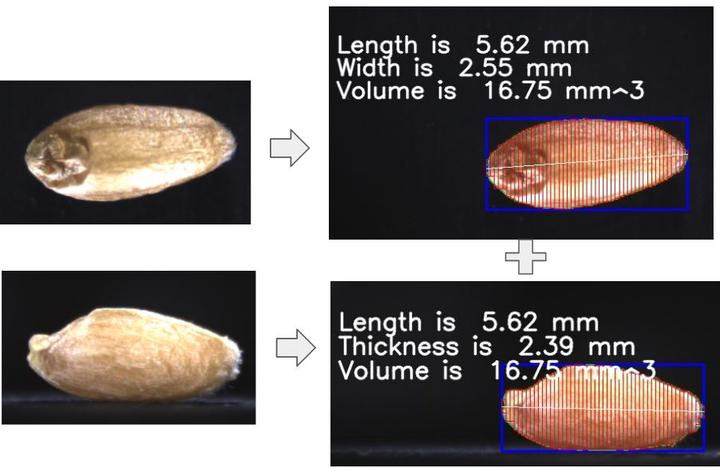 Length is 5.62 mm
Width is 2.55 mm
Volume is 16.75 mm^3
Length is 5.62 mm
Thickness is 2.39 mm
Volume is 16.75 mm^3